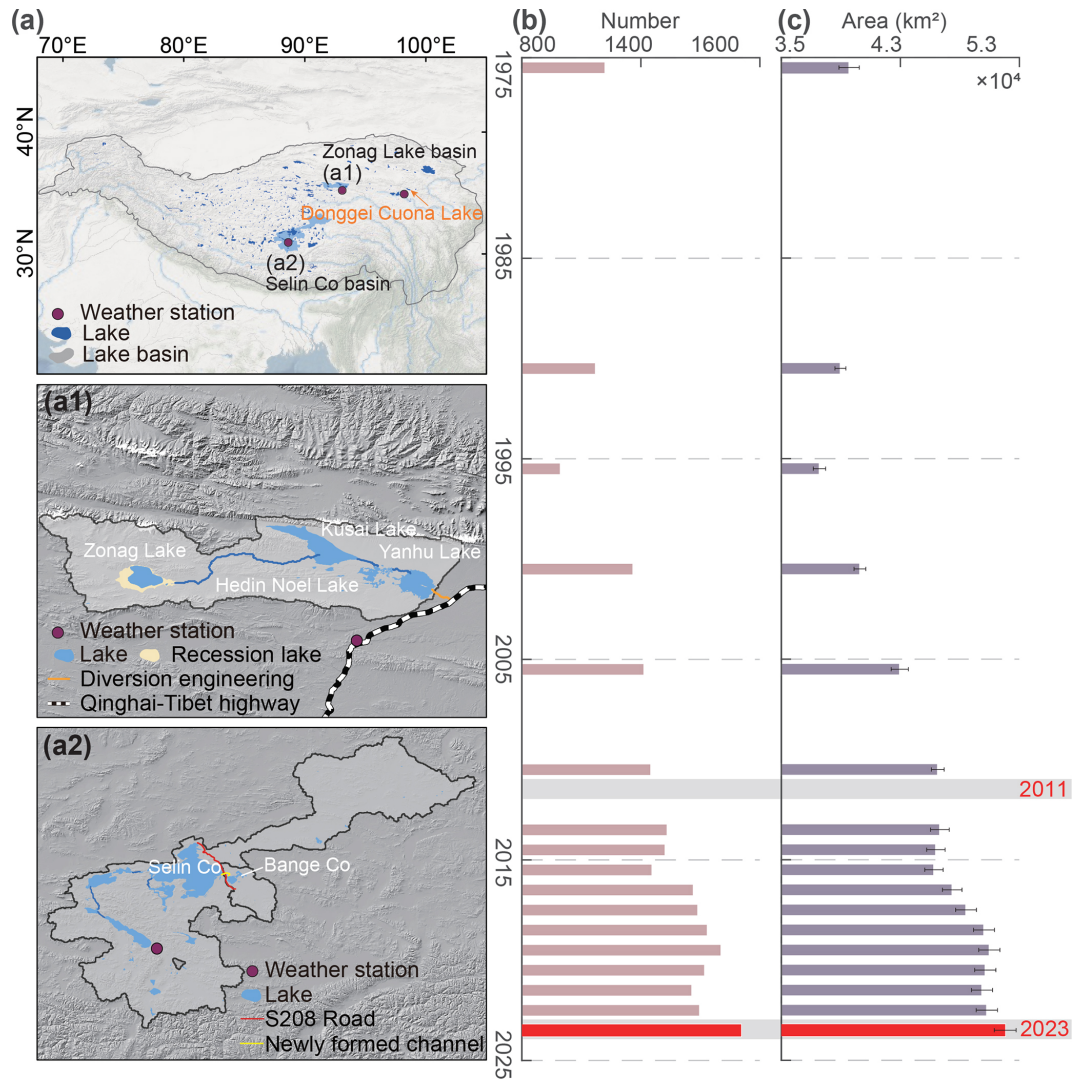 (a)
70°E 80°E 90°E 100°E
40°N
30°N
Zonag Lake basin
(a1)
Donggei Cuona Lake
(a2)
Selin Co basin
Weather station
Lake
Lake basin
(a1)
Kusai Lake
Yanhu Lake
Zonag Lake
Hedin Noel Lake
Weather station
Lake Recession lake
Diversion engineering
Qinghai-Tibet highway
(a2)
Selin Co
Bange Co
Weather station
Lake
S208 Road
Newly formed channel
(b) Number
800 1400 1600
1975
1985
1995
2005
2015
2025
(c) Area (km²)
3.5 4.3 5.3
×10⁴
2011
2023